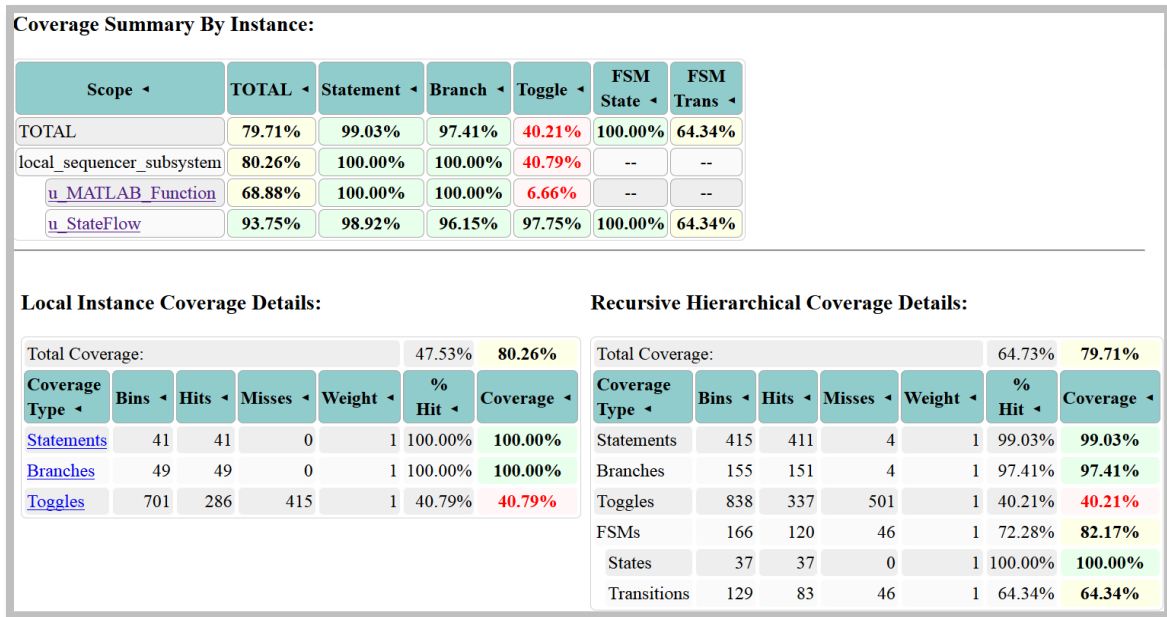 Coverage Summary By Instance:
Scope ◄ TOTAL ◄ Statement ◄ Branch ◄ Toggle ◄ FSM State ◄ FSM Trans ◄
TOTAL 79.71% 99.03% 97.41% 40.21% 100.00% 64.34%
local_sequencer_subsystem 80.26% 100.00% 100.00% 40.79% -- --
u_MATLAB_Function 68.88% 100.00% 100.00% 6.66% -- --
u_StateFlow 93.75% 98.92% 96.15% 97.75% 100.00% 64.34%
Local Instance Coverage Details:
Total Coverage: 47.53% 80.26%
Coverage Type ◄ Bins ◄ Hits ◄ Misses ◄ Weight ◄ % Hit ◄ Coverage ◄
Statements 41 41 0 1 100.00% 100.00%
Branches 49 49 0 1 100.00% 100.00%
Toggles 701 286 415 1 40.79% 40.79%
Recursive Hierarchical Coverage Details:
Total Coverage: 64.73% 79.71%
Coverage Type ◄ Bins ◄ Hits ◄ Misses ◄ Weight ◄ % Hit ◄ Coverage ◄
Statements 415 411 4 1 99.03% 99.03%
Branches 155 151 4 1 97.41% 97.41%
Toggles 838 337 501 1 40.21% 40.21%
FSMs 166 120 46 1 72.28% 82.17%
States 37 37 0 1 100.00% 100.00%
Transitions 129 83 46 1 64.34% 64.34%